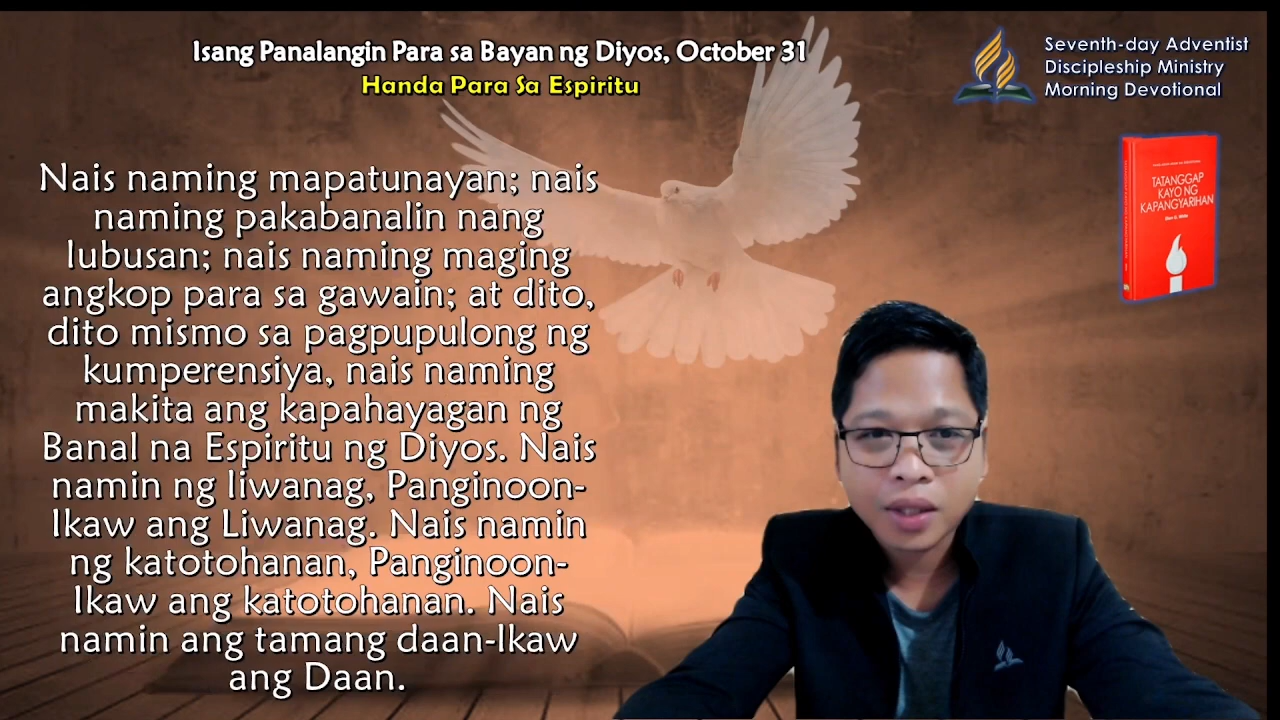 Isang Panalangin Para sa Bayan ng Diyos, October 31
Handa Para Sa Espiritu
Seventh-day Adventist
Discipleship Ministry
Morning Devotional
TATANGGAP
KAYO NG
KAPANGYARIHAN
Ellen G. White
Nais naming mapatunayan; nais
naming pakabanalin nang
lubusan; nais naming maging
angkop para sa gawain; at dito,
dito mismo sa pagpupulong ng
kumperensiya, nais naming
makita ang kapahayagan ng
Banal na Espiritu ng Diyos. Nais
namin ng liwanag, Panginoon-
Ikaw ang Liwanag. Nais namin
ng katotohanan, Panginoon-
Ikaw ang katotohanan. Nais
namin ang tamang daan-Ikaw
ang Daan.